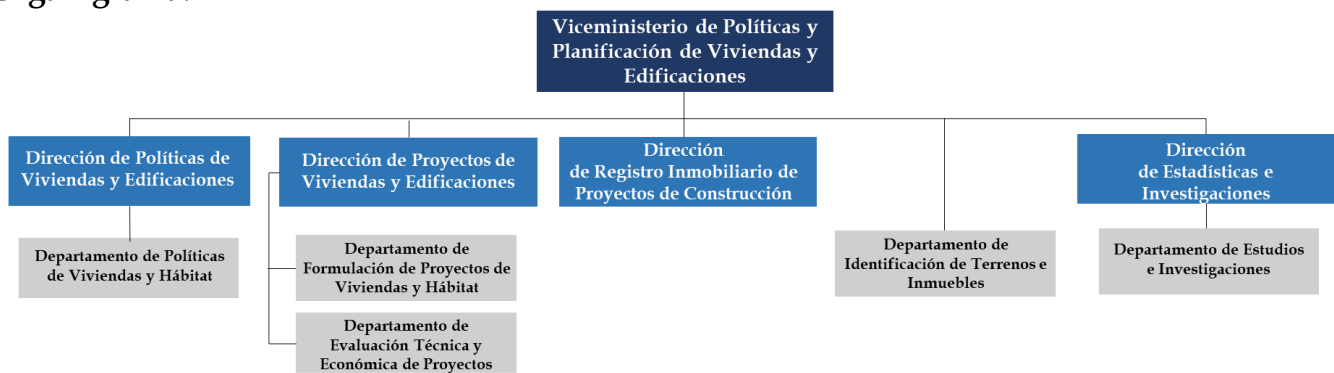 Viceministerio de Políticas y
Planificación de Viviendas y
Edificaciones
Dirección de Políticas de
Viviendas y Edificaciones
Dirección de Proyectos de
Viviendas y Edificaciones
Dirección
de Registro Inmobiliario de
Proyectos de Construcción
Dirección
de Estadísticas e
Investigaciones
Departamento de Políticas
de Viviendas y Hábitat
Departamento de
Formulación de Proyectos de
Viviendas y Hábitat
Departamento de
Evaluación Técnica y
Económica de Proyectos
Departamento de
Identificación de Terrenos e
Inmuebles
Departamento de Estudios
e Investigaciones